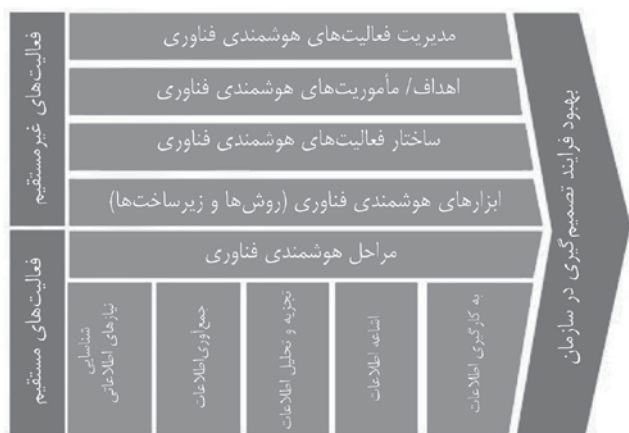 فعالیت‌های غیرمستقیم
مدیریت فعالیت‌های هوشمندی فناوری
اهداف/ مأموریت‌های هوشمندی فناوری
ساختار فعالیت‌های هوشمندی فناوری
ابزارهای هوشمندی فناوری (روش‌ها و زیرساخت‌ها)
فعالیت‌های مستقیم
مراحل هوشمندی فناوری
شناسایی
نیازهای اطلاعاتی
جمع‌آوری اطلاعات
تجزیه و تحلیل اطلاعات
اشاعه اطلاعات
به کارگیری اطلاعات
بهبود فرایند تصمیم‌گیری در سازمان